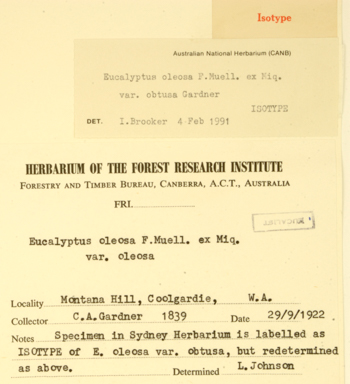 Isotype
Australian National Herbarium (CANB)
Eucalyptus oleosa F.Muell. ex Miq.
var. obtusa Gardner
ISOTYPE
DET. I.Brooker 4 Feb 1991
HERBARIUM OF THE FOREST RESEARCH INSTITUTE
FORESTRY AND TIMBER BUREAU, CANBERRA, A.C.T., AUSTRALIA
FRI.
Eucalyptus oleosa F.Muell. ex Miq.
var. oleosa
Locality Montana Hill, Coolgardie, W.A.
Collector C.A.Gardner 1839 Date 29/9/1922
Notes Specimen in Sydney Herbarium is labelled as
ISOTYPE of E. oleosa var. obtusa, but redetermined
as above. Determined L.Johnson